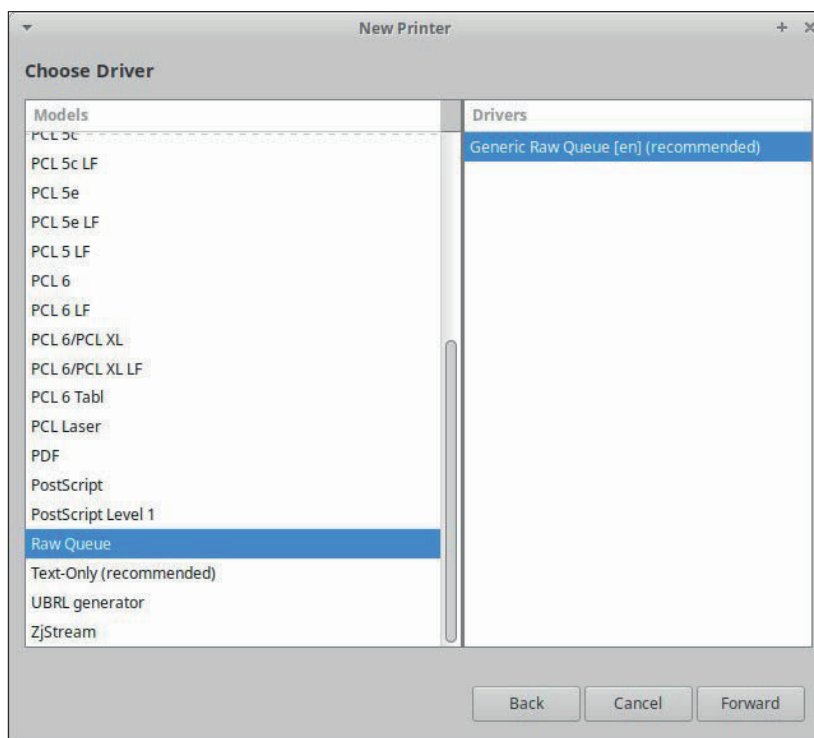 New Printer
Choose Driver
Models
Drivers
PCL 5c
PCL 5c LF
PCL 5e
PCL 5e LF
PCL 5 LF
PCL 6
PCL 6 LF
PCL 6/PCL XL
PCL 6/PCL XL LF
PCL 6 Tabl
PCL Laser
PDF
PostScript
PostScript Level 1
Raw Queue
Text-Only (recommended)
UBRL generator
ZjStream
Generic Raw Queue [en] (recommended)
Back
Cancel
Forward